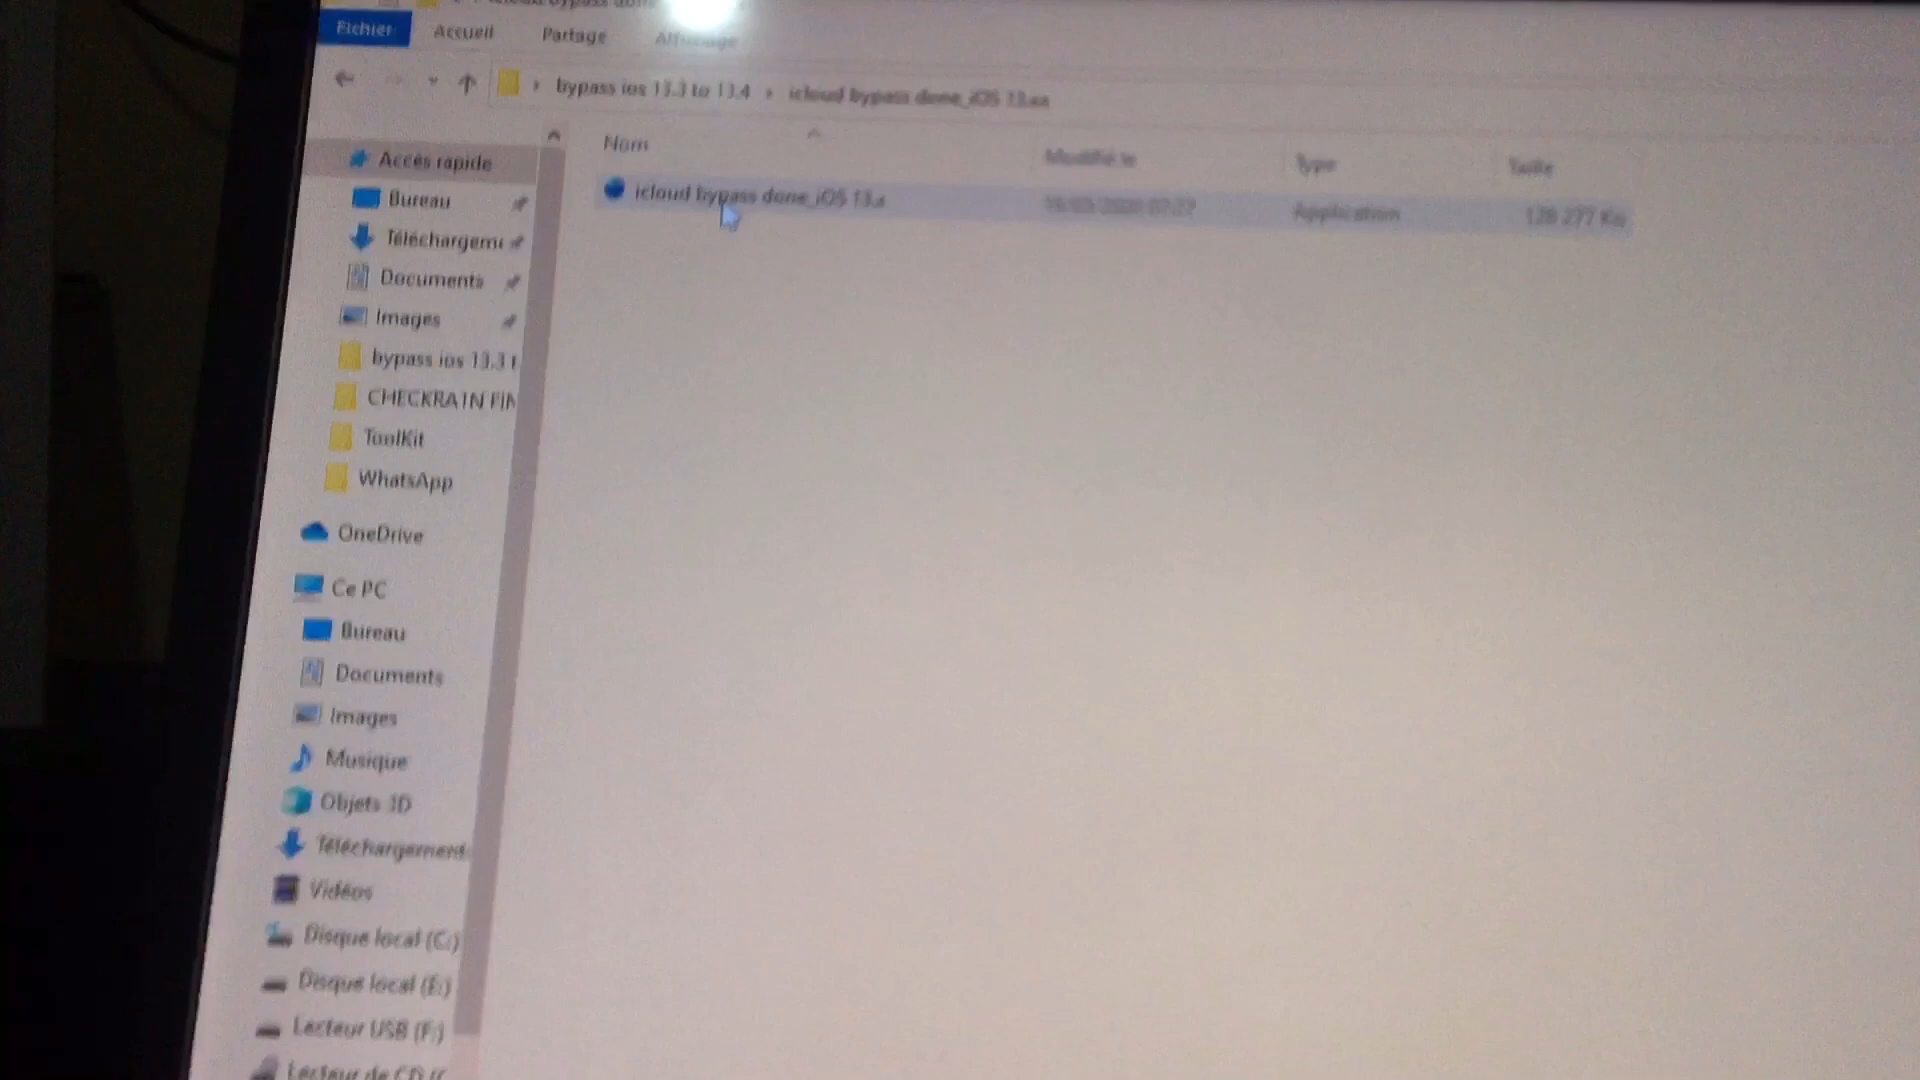 Fichier Accueil Partage Affichage
bypass ios 13.3 to 13.4 › icloud bypass done_iOS 13.xx
Nom Modifié le Type Taille
icloud bypass done_iOS 13.x Application 128 277 Ko
Accès rapide
Bureau
Téléchargeme
Documents
Images
bypass ios 13.3 t
CHECKRA1N FIN
ToolKit
WhatsApp
OneDrive
Ce PC
Bureau
Documents
Images
Musique
Objets 3D
Téléchargement
Vidéos
Disque local (C:)
Disque local (E:)
Lecteur USB (F:)
Lecteur de CD (